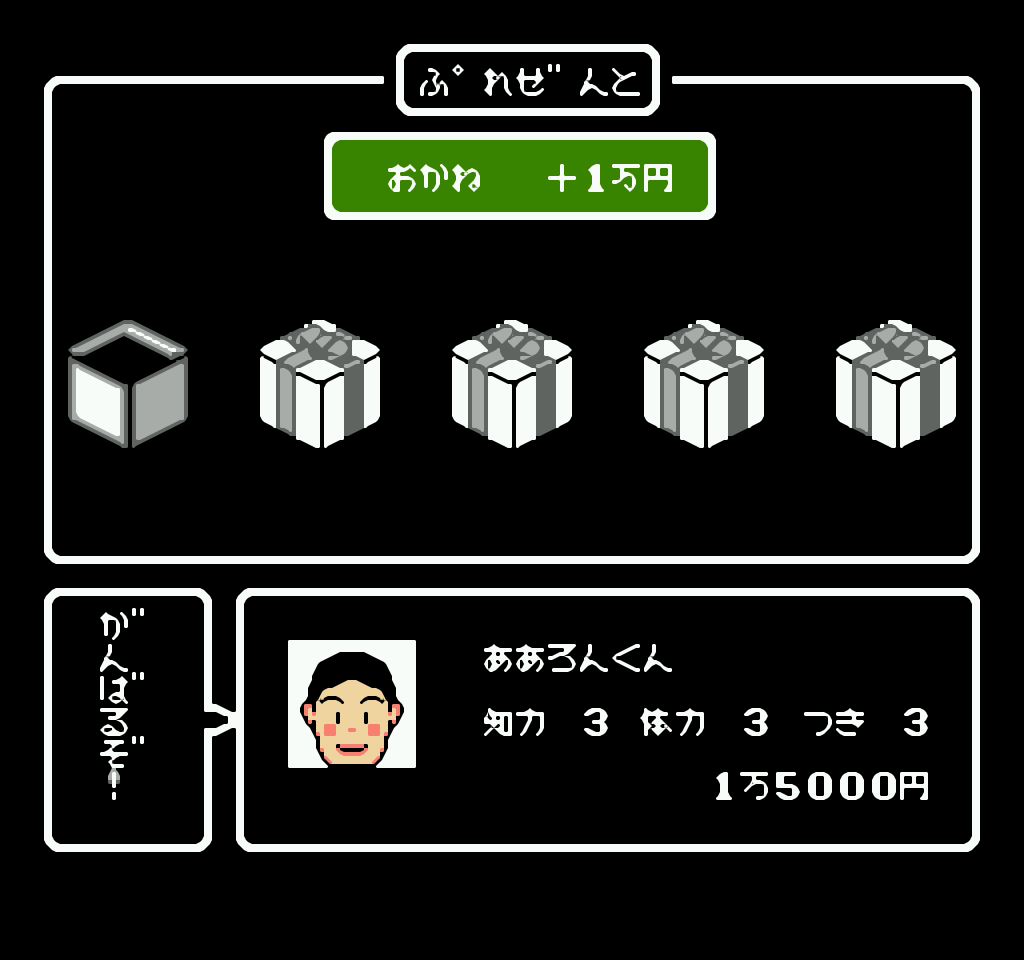 ぷれぜんと
おかね +1万円
がんばるぞ!
ああろんくん
知力 3 体力 3 つき 3
1万5000円